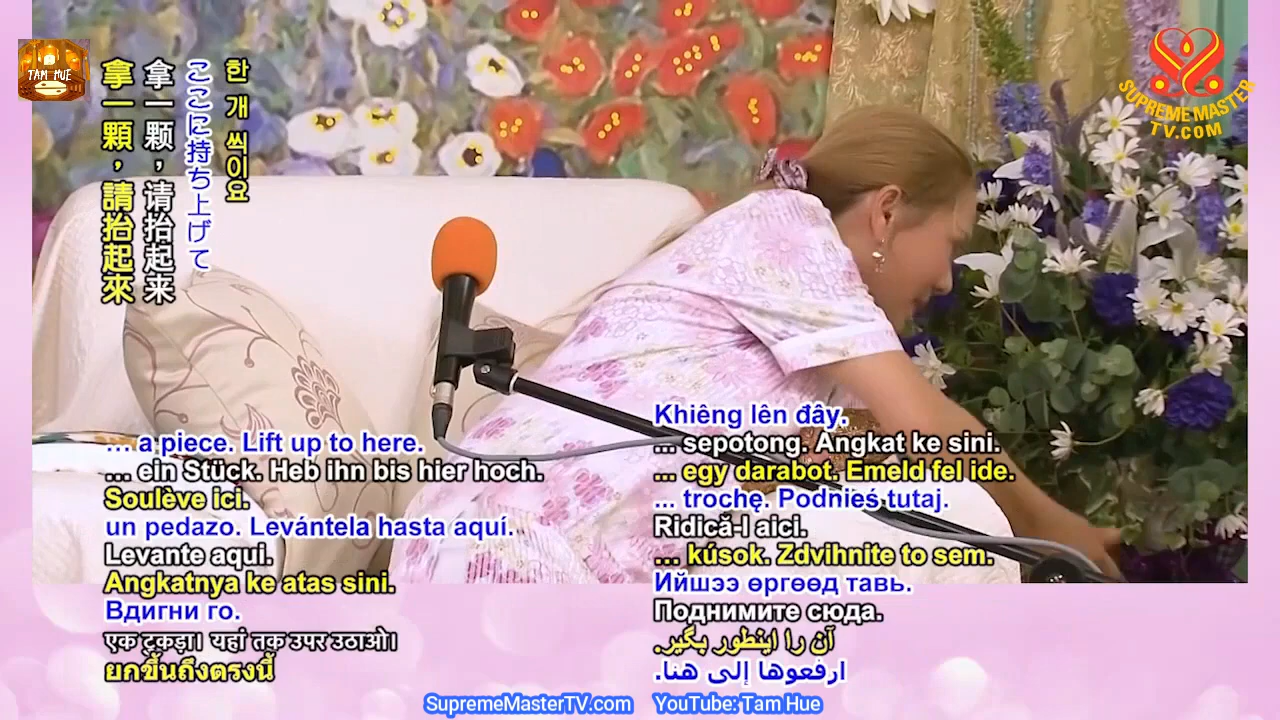 TAM HUE
拿一顆，請抬起來
拿一颗，请抬起来
ここに持ち上げて
한 개 씩이요
SUPREME MASTER
TV.COM
... a piece. Lift up to here.
... ein Stück. Heb ihn bis hier hoch.
Soulève ici.
un pedazo. Levántela hasta aquí.
Levante aqui.
Angkatnya ke atas sini.
Вдигни го.
एक टुकड़ा। यहां तक उपर उठाओ।
ยกขึ้นถึงตรงนี้
Khiêng lên đây.
... sepotong. Angkat ke sini.
... egy darabot. Emeld fel ide.
... trochę. Podnieś tutaj.
Ridică-l aici.
... kúsok. Zdvihnite to sem.
Ийшээ өргөөд тавь.
Поднимите сюда.
آن را اینطور بگیر.
ارفعوها إلى هنا.
SupremeMasterTV.com YouTube: Tam Hue